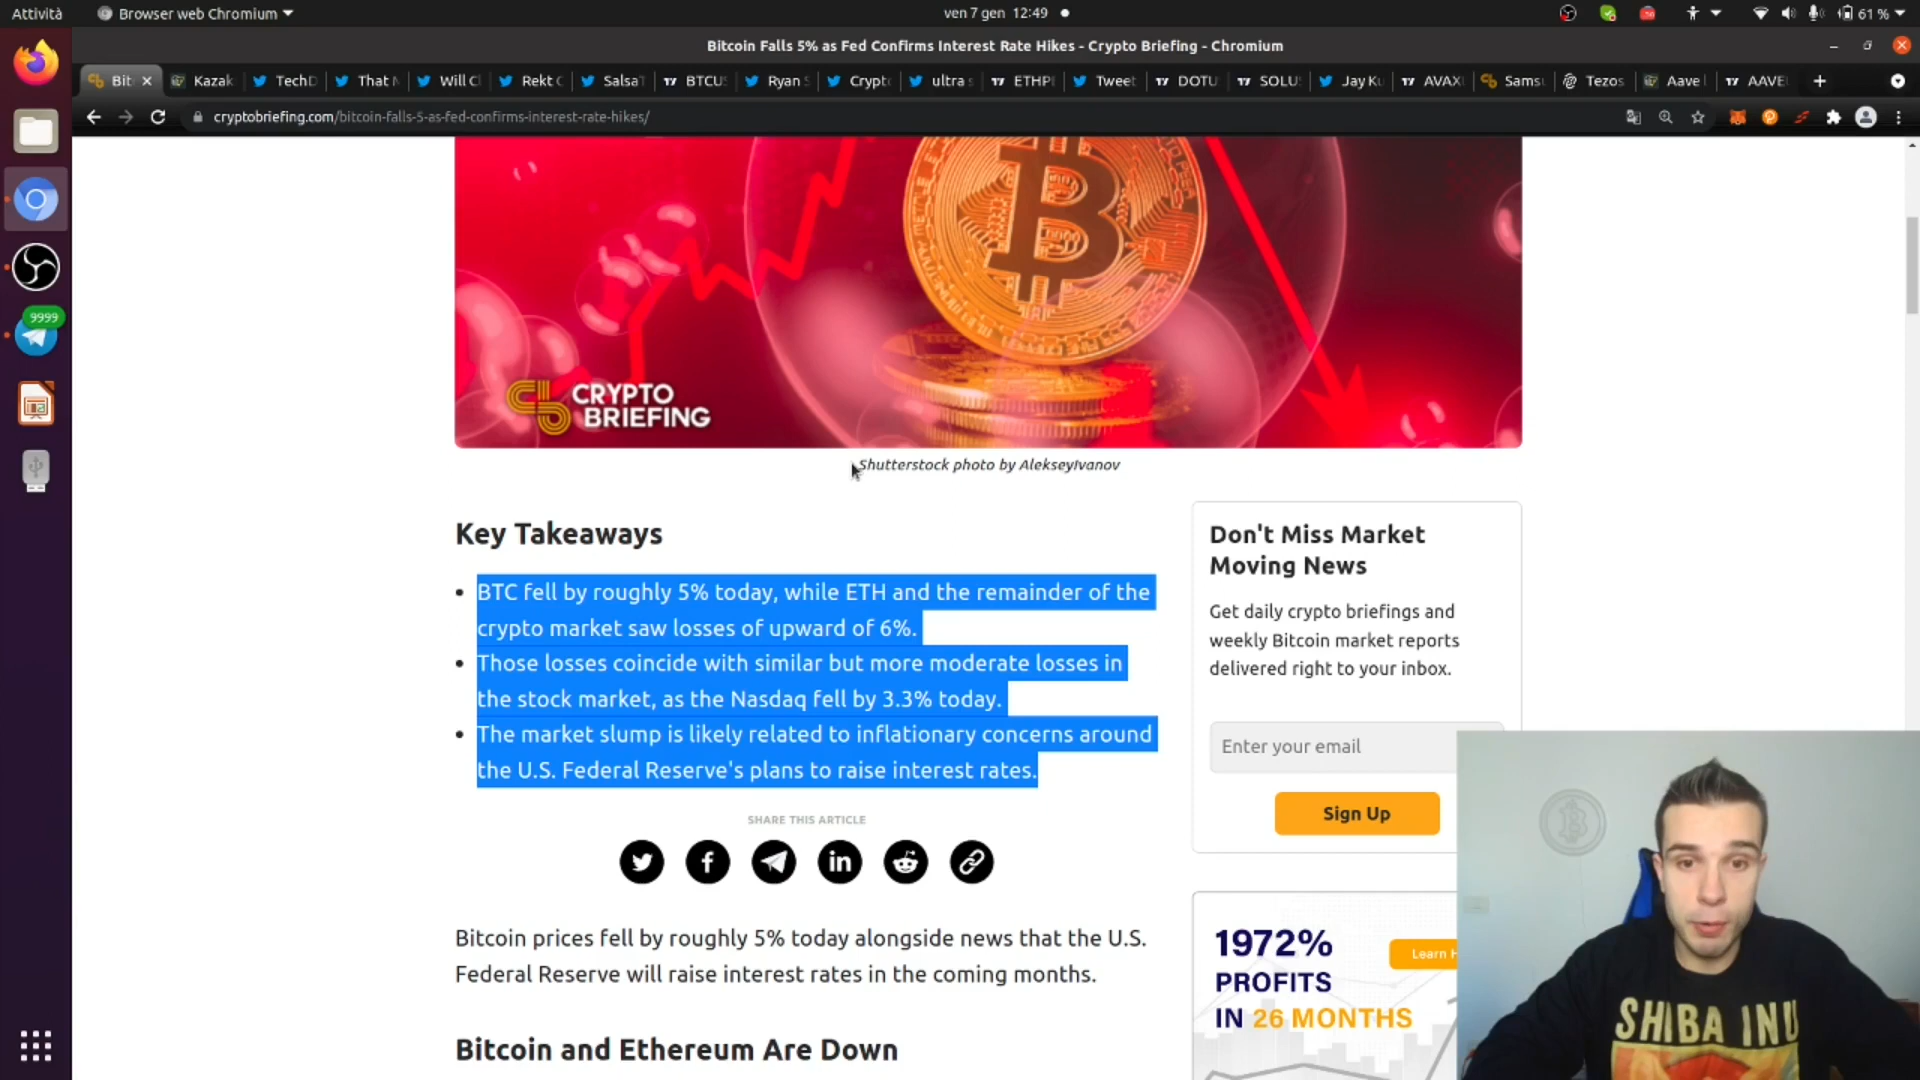 Attività
Browser web Chromium
ven 7 gen 12:49
61 %
Bitcoin Falls 5% as Fed Confirms Interest Rate Hikes - Crypto Briefing - Chromium
Bit
Kazak
TechD
That
Will Cl
Rekt C
Salsa
BTCUS
Ryan S
Crypt
ultra s
ETHP
Tweet
DOTU
SOLUS
Jay Ku
AVAX
Samsu
Tezos
Aave
AAVE
cryptobriefing.com/bitcoin-falls-5-as-fed-confirms-interest-rate-hikes/
9999
CRYPTO
BRIEFING
Shutterstock photo by AlekseyIvanov
Key Takeaways
BTC fell by roughly 5% today, while ETH and the remainder of the
crypto market saw losses of upward of 6%.
Those losses coincide with similar but more moderate losses in
the stock market, as the Nasdaq fell by 3.3% today.
The market slump is likely related to inflationary concerns around
the U.S. Federal Reserve's plans to raise interest rates.
SHARE THIS ARTICLE
Bitcoin prices fell by roughly 5% today alongside news that the U.S.
Federal Reserve will raise interest rates in the coming months.
Bitcoin and Ethereum Are Down
Don't Miss Market
Moving News
Get daily crypto briefings and
weekly Bitcoin market reports
delivered right to your inbox.
Enter your email
Sign Up
1972%
PROFITS
IN 26 MONTHS
Learn H
SHIBA INU